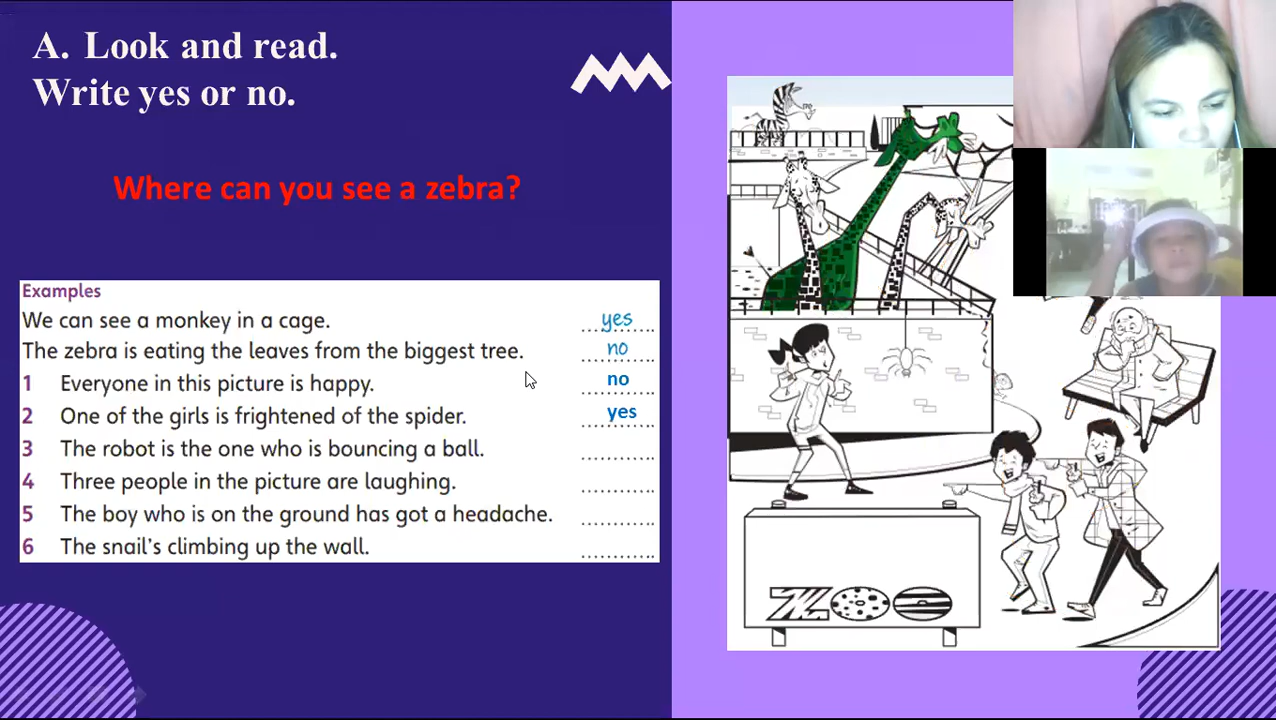 A. Look and read.
Write yes or no.
Where can you see a zebra?
Examples
We can see a monkey in a cage. yes
The zebra is eating the leaves from the biggest tree. no
1 Everyone in this picture is happy. no
2 One of the girls is frightened of the spider. yes
3 The robot is the one who is bouncing a ball.
4 Three people in the picture are laughing.
5 The boy who is on the ground has got a headache.
6 The snail's climbing up the wall.
ZOO